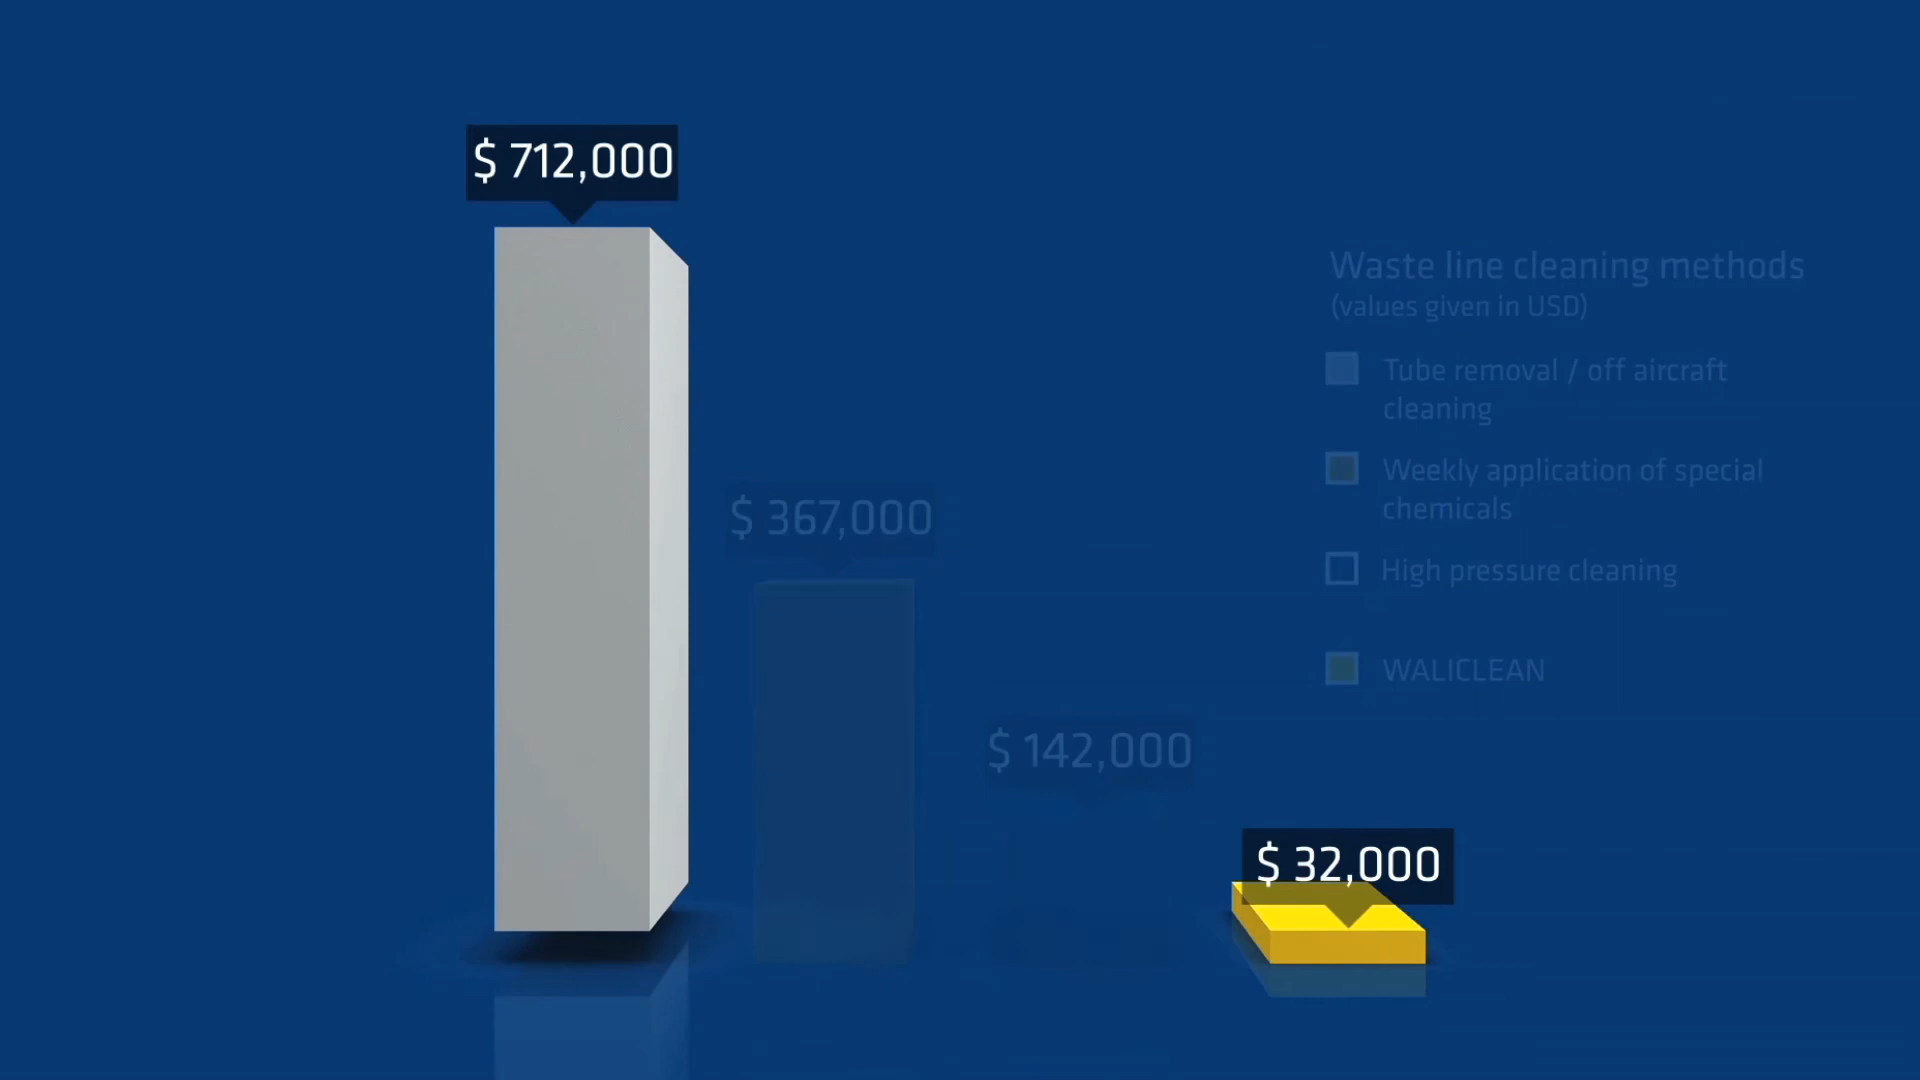 $ 712,000
Waste line cleaning methods
(values given in USD)
Tube removal / off aircraft
cleaning
Weekly application of special
chemicals
$ 367,000
High pressure cleaning
WALICLEAN
$ 142,000
$ 32,000